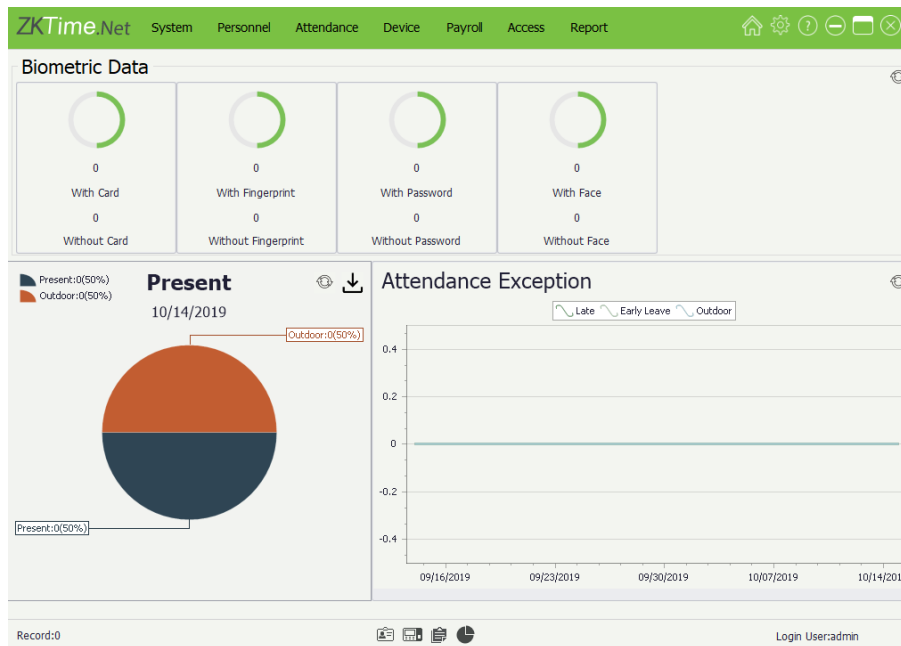 ZKTime.Net System Personnel Attendance Device Payroll Access Report
Biometric Data
0 0 0 0
With Card With Fingerprint With Password With Face
0 0 0 0
Without Card Without Fingerprint Without Password Without Face
Present:0(50%)
Outdoor:0(50%)
Present
10/14/2019
Outdoor:0(50%)
Present:0(50%)
Attendance Exception
Late Early Leave Outdoor
0.4
0.2
0
-0.2
-0.4
09/16/2019 09/23/2019 09/30/2019 10/07/2019 10/14/201
Record:0 Login User:admin